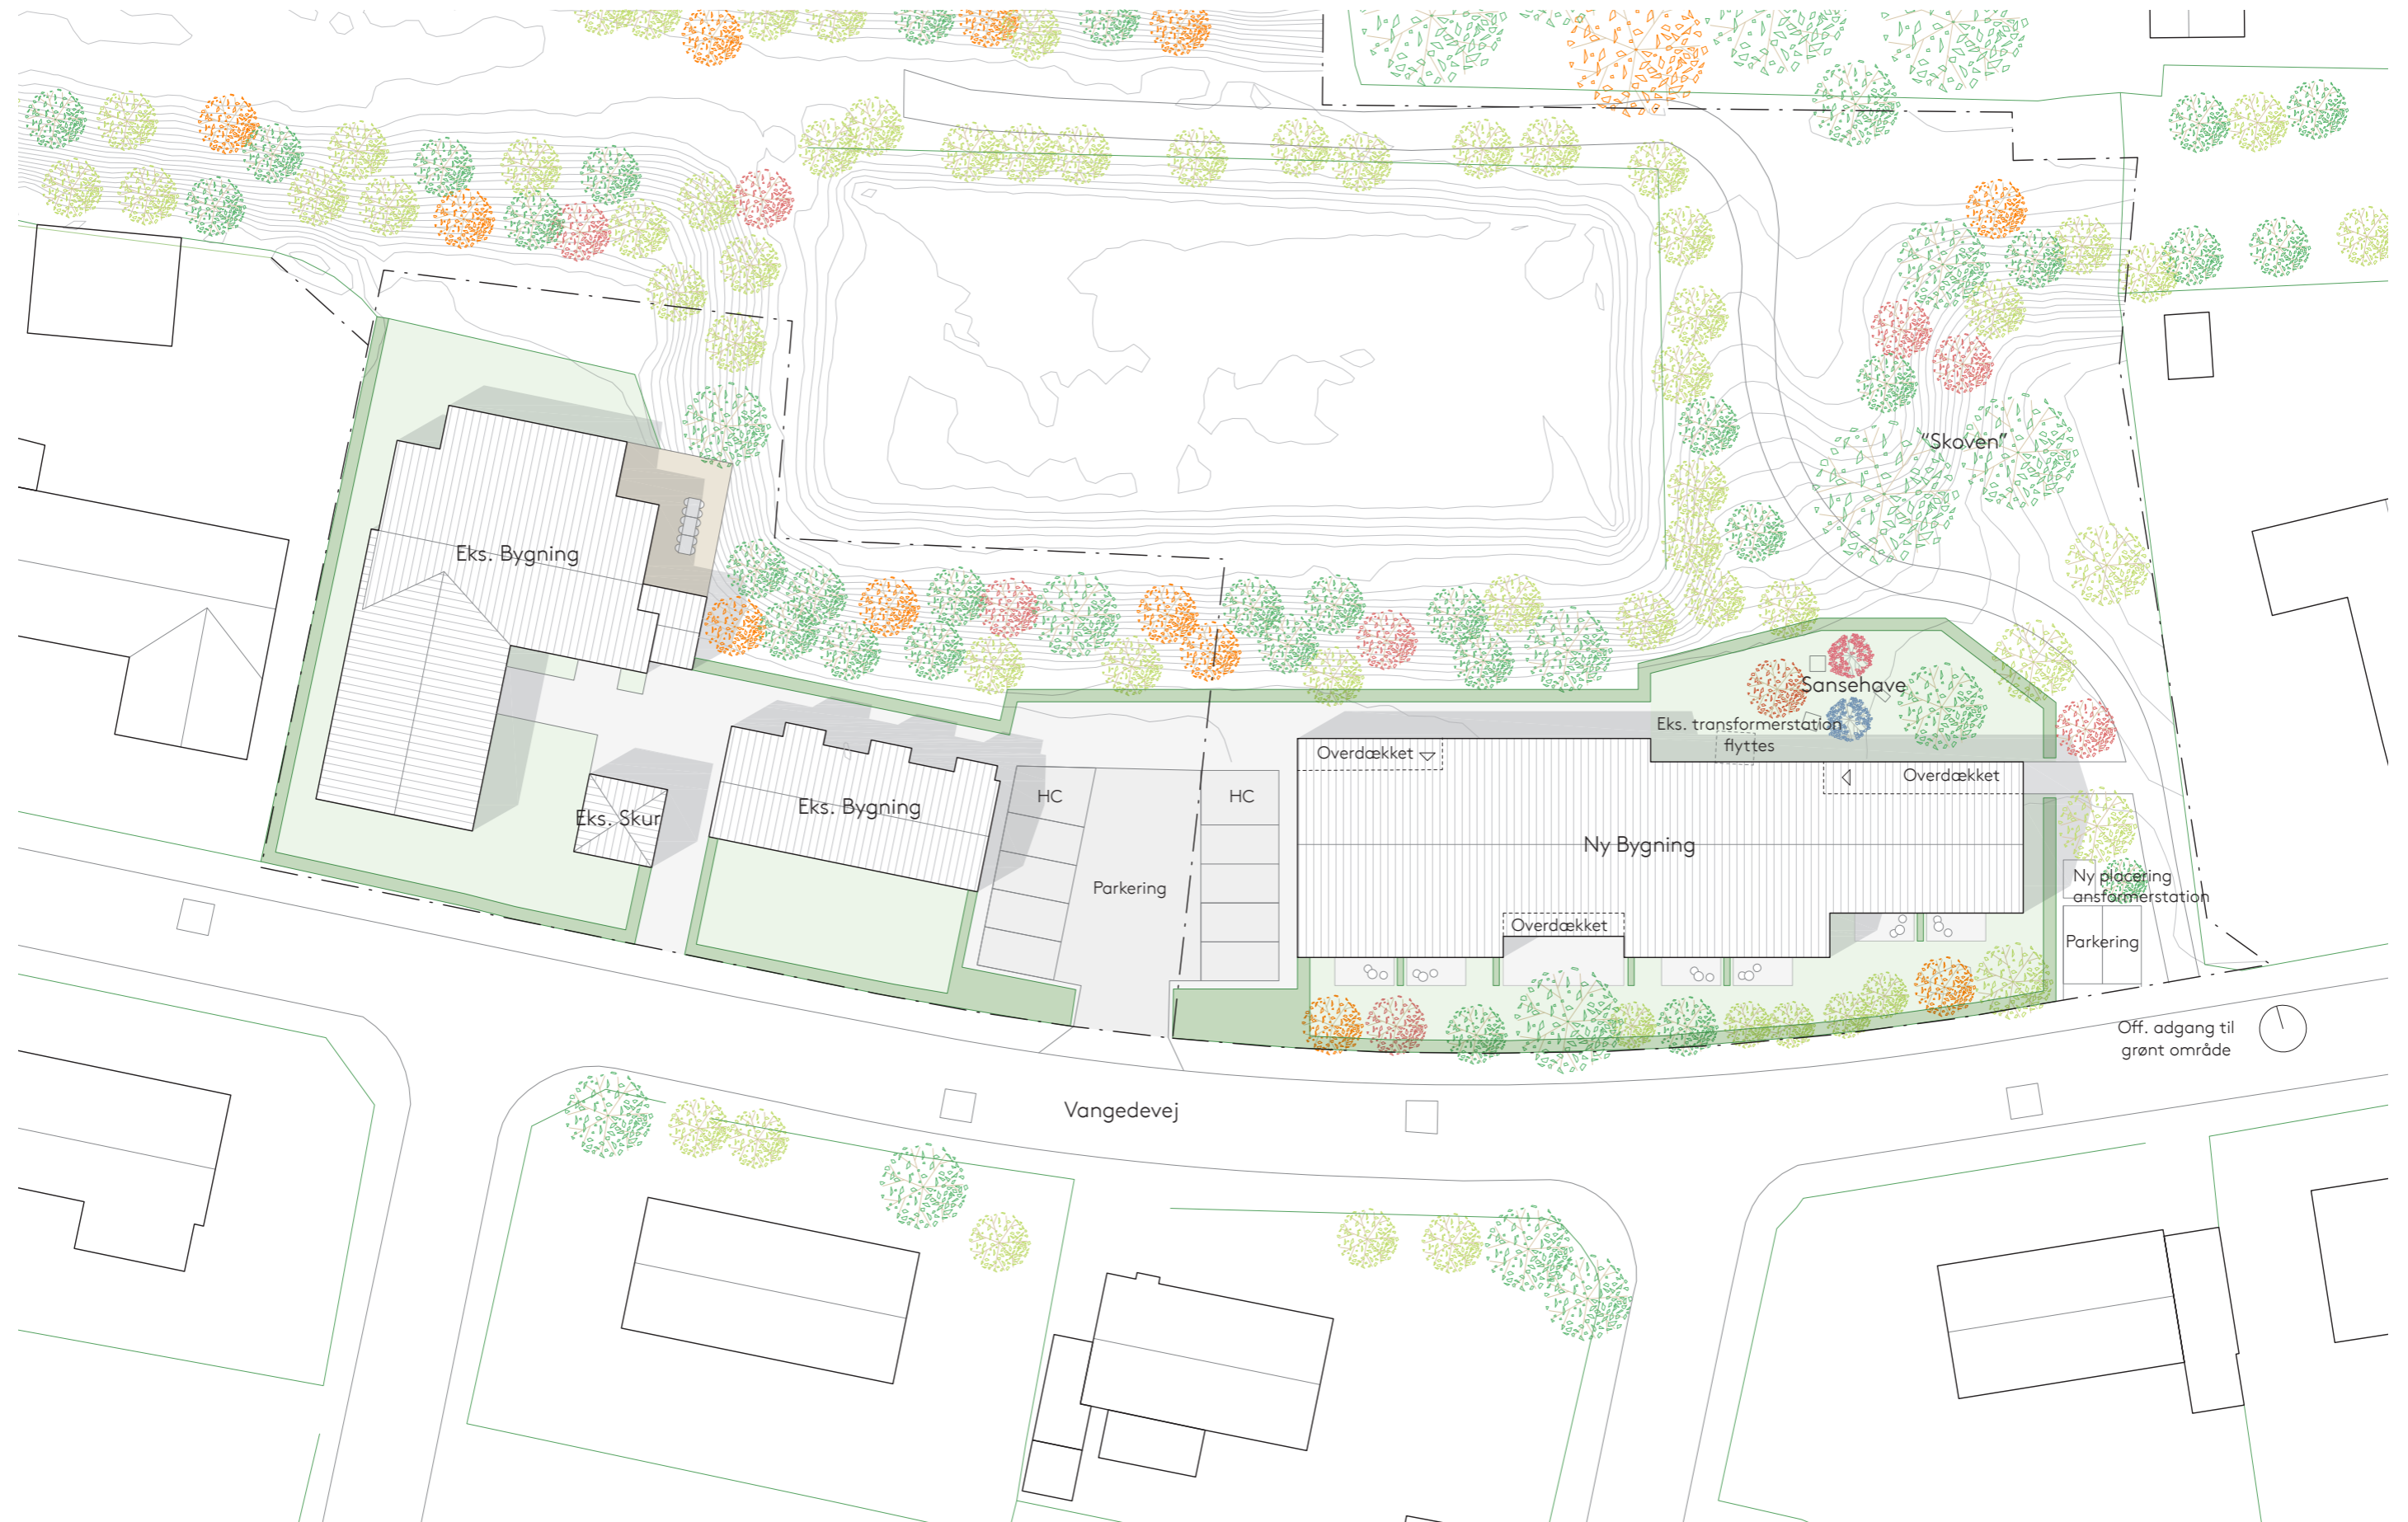 "Skoven"
Eks. Bygning
Sansehave
Eks. transformerstation
flyttes
Overdækket
Overdækket
HC
HC
Eks. Bygning
Eks. Skur
Ny Bygning
Parkering
Ny placering
ansformerstation
Overdækket
Parkering
Off. adgang til
grønt område
Vangedevej